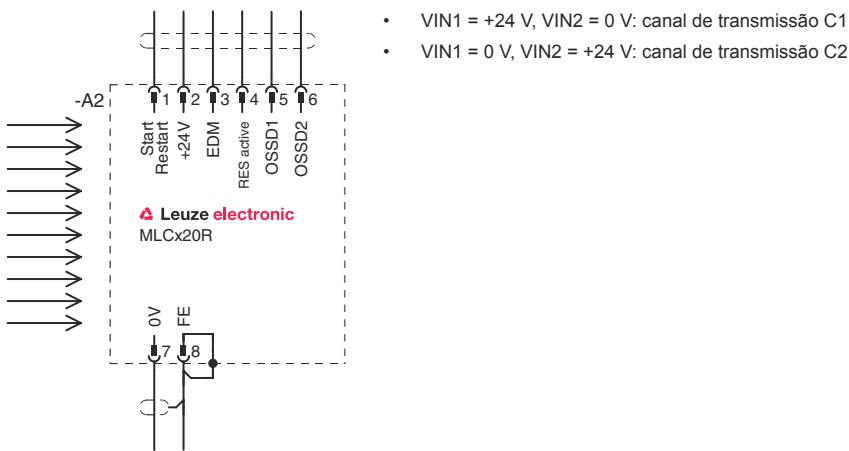 • VIN1 = +24 V, VIN2 = 0 V: canal de transmissão C1
• VIN1 = 0 V, VIN2 = +24 V: canal de transmissão C2
-A2
1 2 3 4 5 6
Start
Restart
+24V
EDM
RES active
OSSD1
OSSD2
Leuze electronic
MLCx20R
0V
FE
7 8